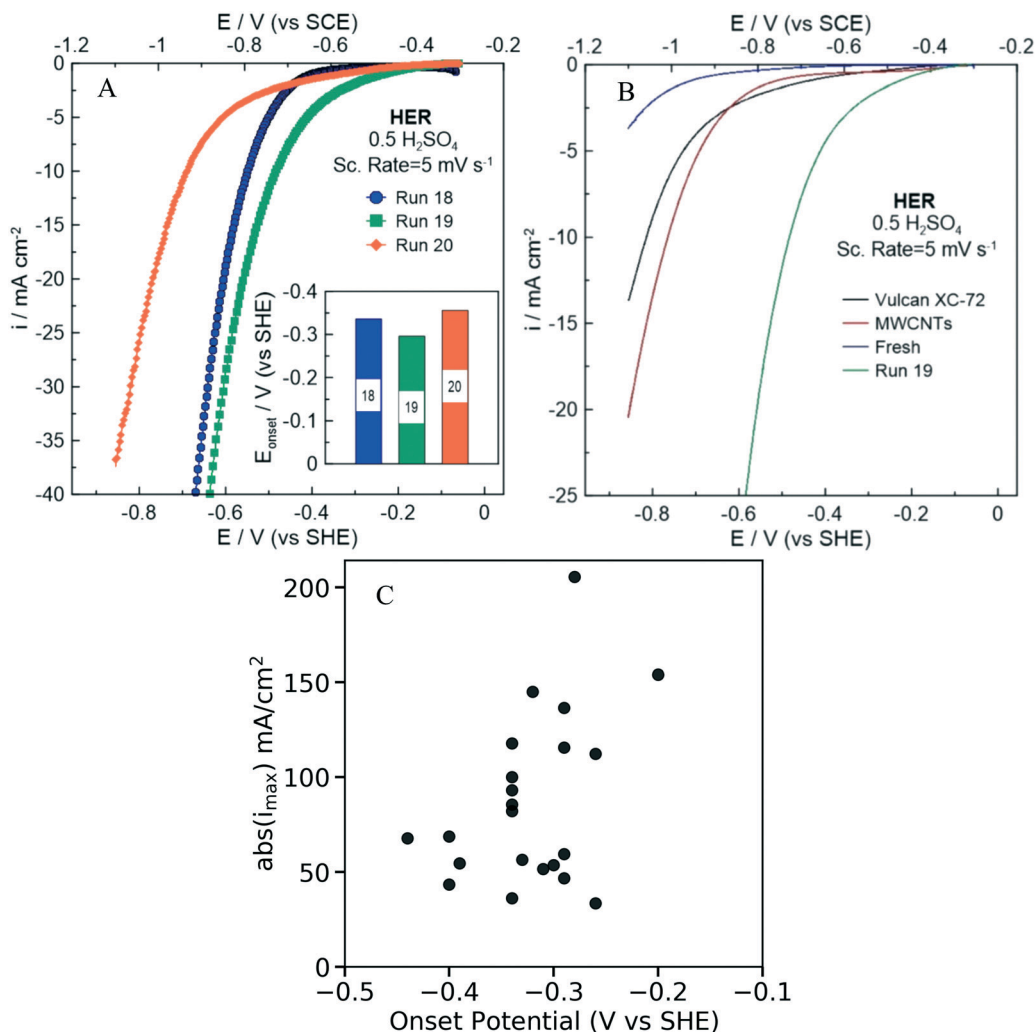 E / V (vs SCE)
-1.2 -1 -0.8 -0.6 -0.4 -0.2
A
HER
0.5 H₂SO₄
Sc. Rate=5 mV s⁻¹
Run 18
Run 19
Run 20
i / mA cm⁻²
0
-5
-10
-15
-20
-25
-30
-35
-40
E_onset / V (vs SHE)
-0.4
-0.3
-0.2
-0.1
0
18 19 20
-0.8 -0.6 -0.4 -0.2 0
E / V (vs SHE)
E / V (vs SCE)
-1.2 -1 -0.8 -0.6 -0.4 -0.2
B
HER
0.5 H₂SO₄
Sc. Rate=5 mV s⁻¹
Vulcan XC-72
MWCNTs
Fresh
Run 19
i / mA cm⁻²
0
-5
-10
-15
-20
-25
-0.8 -0.6 -0.4 -0.2 0
E / V (vs SHE)
C
abs(i_max) mA/cm²
200
150
100
50
0
−0.5 −0.4 −0.3 −0.2 −0.1
Onset Potential (V vs SHE)